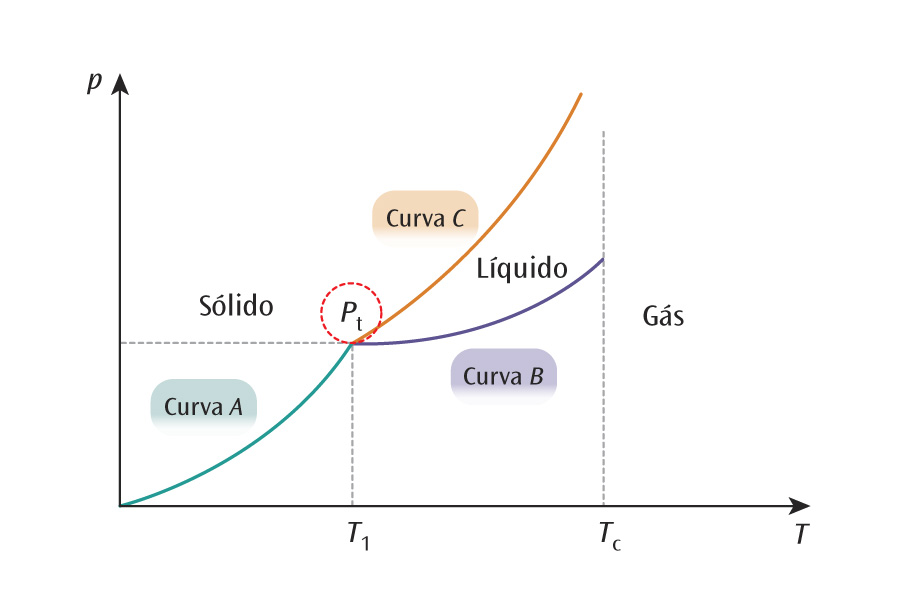 p
Curva C
Líquido
Sólido
Pt
Gás
Curva B
Curva A
T1
Tc
T